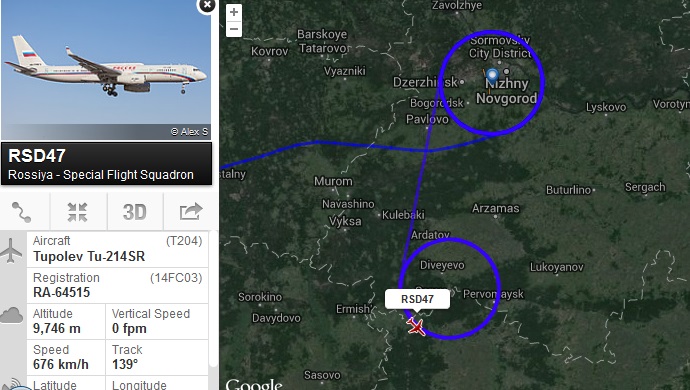 © Alex S
RSD47
Rossiya - Special Flight Squadron
3D
Aircraft (T204)
Tupolev Tu-214SR
Registration (14FC03)
RA-64515
Altitude Vertical Speed
9,746 m 0 fpm
Speed Track
676 km/h 139°
Latitude Longitude
+
−
Zavolzhye
Barskoye
Tatarovo
Kovrov
Vyazniki
Sormovsky
City District
Dzerzhinsk
Nizhny
Novgorod
Bogorodsk
Pavlovo
Lyskovo
Vorotyn
talny
Murom
Navashino
Vyksa
Kulebaki
Arzamas
Buturlino
Sergach
Ardatov
Diveyevo
Lukoyanov
RSD47
Pervomaysk
Sorokino
Davydovo
Ermish
Sasovo
Google